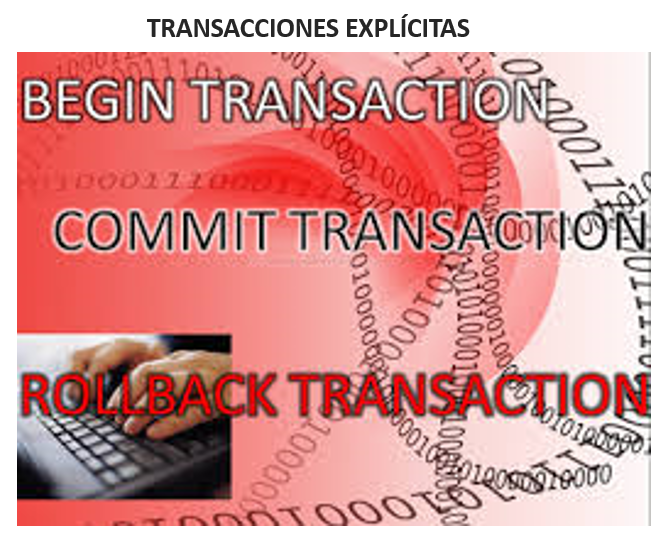 TRANSACCIONES EXPLÍCITAS
BEGIN TRANSACTION
COMMIT TRANSACTION
ROLLBACK TRANSACTION